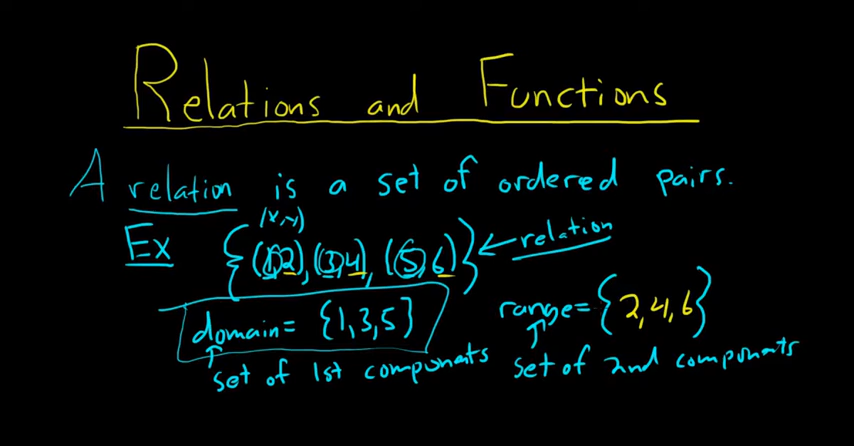 Relations and Functions
A relation is a set of ordered pairs.
(x,y)
Ex {(1,2), (3,4), (5,6)} ← relation
domain = {1,3,5}
set of 1st components
range = {2,4,6}
set of 2nd components